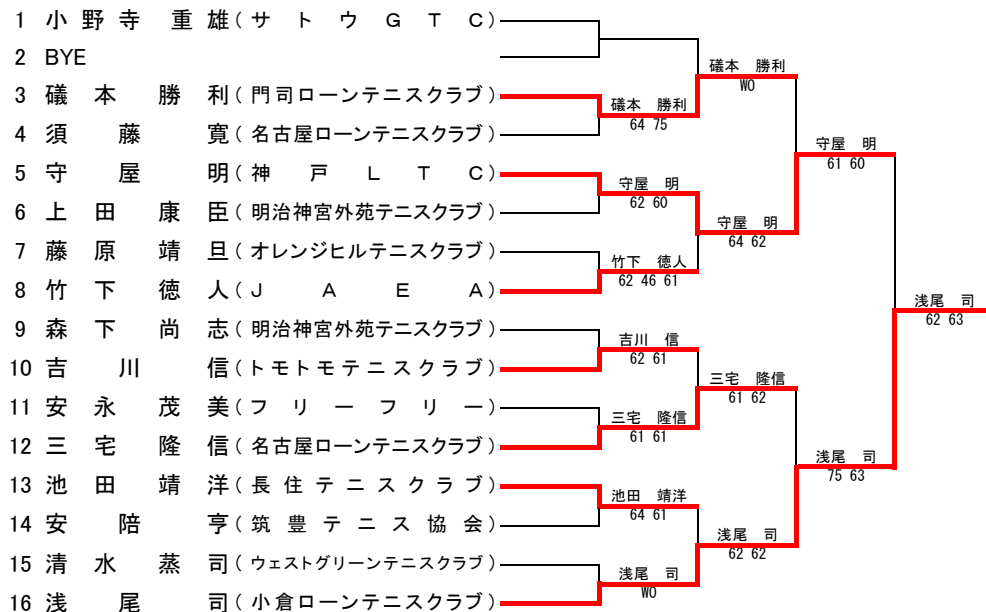 1 小野寺 重雄(サトウGTC)
2 BYE
3 礒本 勝利(門司ローンテニスクラブ)
4 須藤 寛(名古屋ローンテニスクラブ)
5 守屋 明(神戸LTC)
6 上田 康臣(明治神宮外苑テニスクラブ)
7 藤原 靖旦(オレンジヒルテニスクラブ)
8 竹下 徳人(JAEA)
9 森下 尚志(明治神宮外苑テニスクラブ)
10 吉川 信(トモトモテニスクラブ)
11 安永 茂美(フリーフリー)
12 三宅 隆信(名古屋ローンテニスクラブ)
13 池田 靖洋(長住テニスクラブ)
14 安陪 亨(筑豊テニス協会)
15 清水 蒸司(ウェストグリーンテニスクラブ)
16 浅尾 司(小倉ローンテニスクラブ)
礒本 勝利
64 75
守屋 明
62 60
竹下 徳人
62 46 61
吉川 信
62 61
三宅 隆信
61 61
池田 靖洋
64 61
浅尾 司
WO
礒本 勝利
WO
守屋 明
64 62
三宅 隆信
61 62
浅尾 司
62 62
守屋 明
61 60
浅尾 司
75 63
浅尾 司
62 63